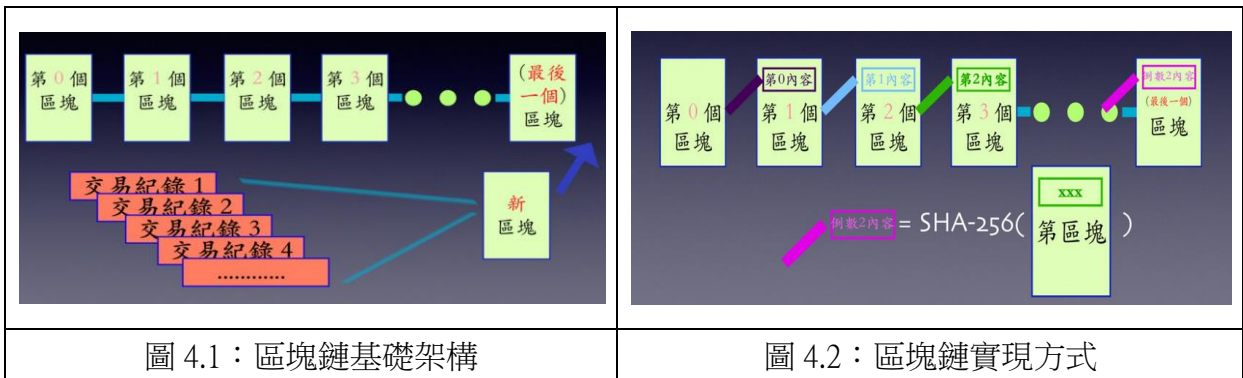 第 0 個
區塊
第 1 個
區塊
第 2 個
區塊
第 3 個
區塊
(最後
一個)
區塊
交易紀錄 1
交易紀錄 2
交易紀錄 3
交易紀錄 4
............
新
區塊
圖 4.1：區塊鏈基礎架構
第 0 個
區塊
第0內容
第 1 個
區塊
第1內容
第 2 個
區塊
第2內容
第 3 個
區塊
例數2內容
(最後一個)
區塊
例數2內容 = SHA-256(
xxx
第區塊
)
圖 4.2：區塊鏈實現方式